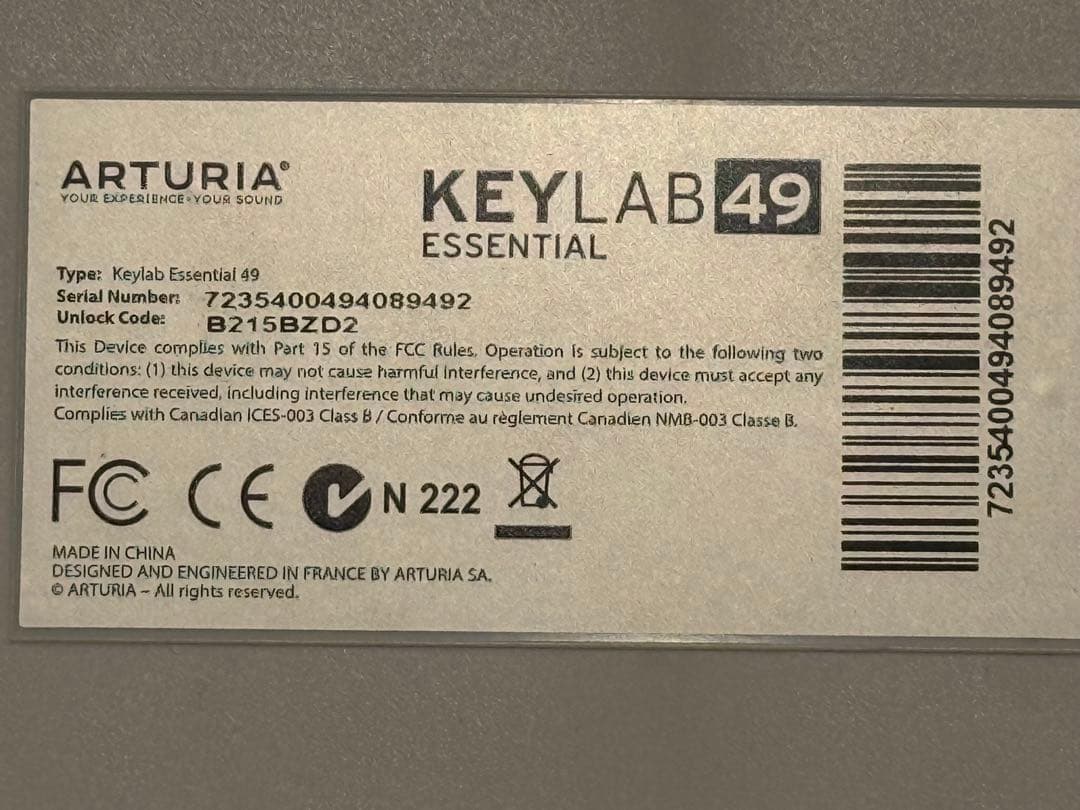 ARTURIA®
YOUR EXPERIENCE • YOUR SOUND
KEYLAB 49
ESSENTIAL
Type: Keylab Essential 49
Serial Number: 7235400494089492
Unlock Code: B215BZD2
This Device complies with Part 15 of the FCC Rules. Operation is subject to the following two
conditions: (1) this device may not cause harmful interference, and (2) this device must accept any
interference received, including interference that may cause undesired operation.
Complies with Canadian ICES-003 Class B / Conforme au règlement Canadien NMB-003 Classe B.
FC CE N 222
MADE IN CHINA
DESIGNED AND ENGINEERED IN FRANCE BY ARTURIA SA.
© ARTURIA – All rights reserved.
7235400494089492